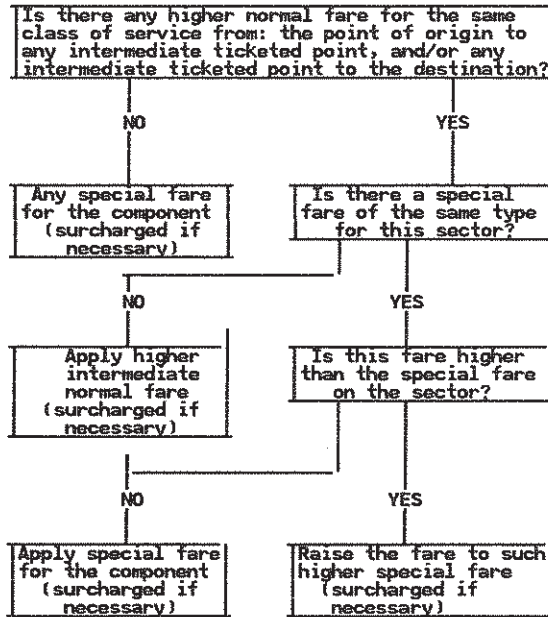 Is there any higher normal fare for the same
class of service from: the point of origin to
any intermediate ticketed point, and/or any
intermediate ticketed point to the destination?
NO
YES
Any special fare
for the component
(surcharged if
necessary)
Is there a special
fare of the same type
for this sector?
NO
YES
Apply higher
intermediate
normal fare
(surcharged if
necessary)
Is this fare higher
than the special fare
on the sector?
NO
YES
Apply special fare
for the component
(surcharged if
necessary)
Raise the fare to such
higher special fare
(surcharged if
necessary)